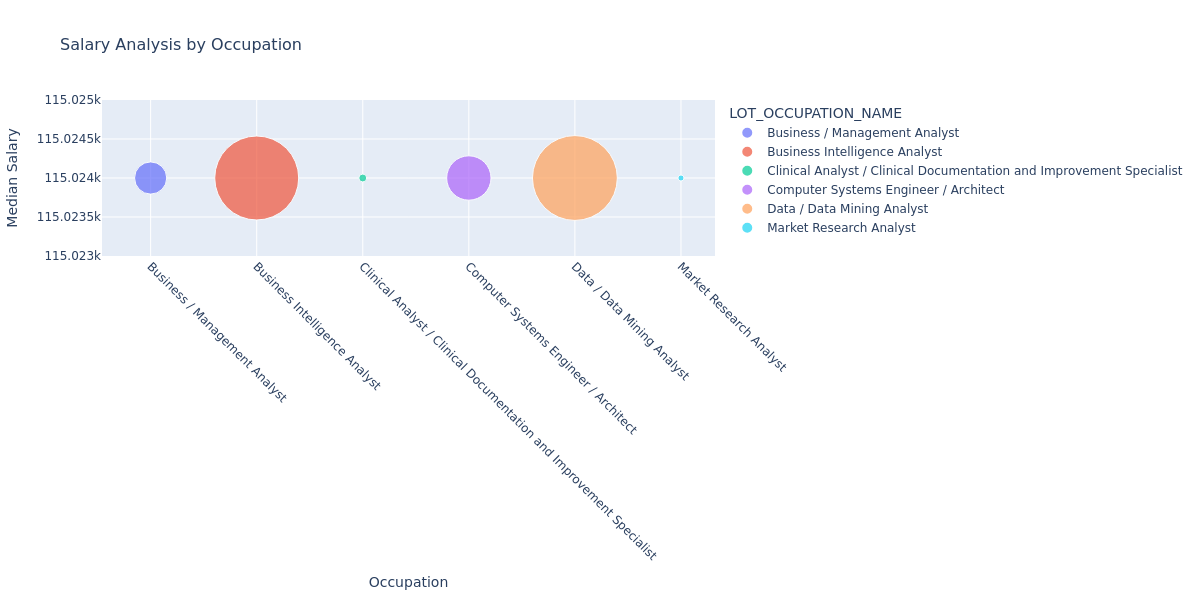 Salary Analysis by Occupation
Median Salary
115.025k
115.0245k
115.024k
115.0235k
115.023k
Business / Management Analyst
Business Intelligence Analyst
Clinical Analyst / Clinical Documentation and Improvement Specialist
Computer Systems Engineer / Architect
Data / Data Mining Analyst
Market Research Analyst
Occupation
LOT_OCCUPATION_NAME
Business / Management Analyst
Business Intelligence Analyst
Clinical Analyst / Clinical Documentation and Improvement Specialist
Computer Systems Engineer / Architect
Data / Data Mining Analyst
Market Research Analyst